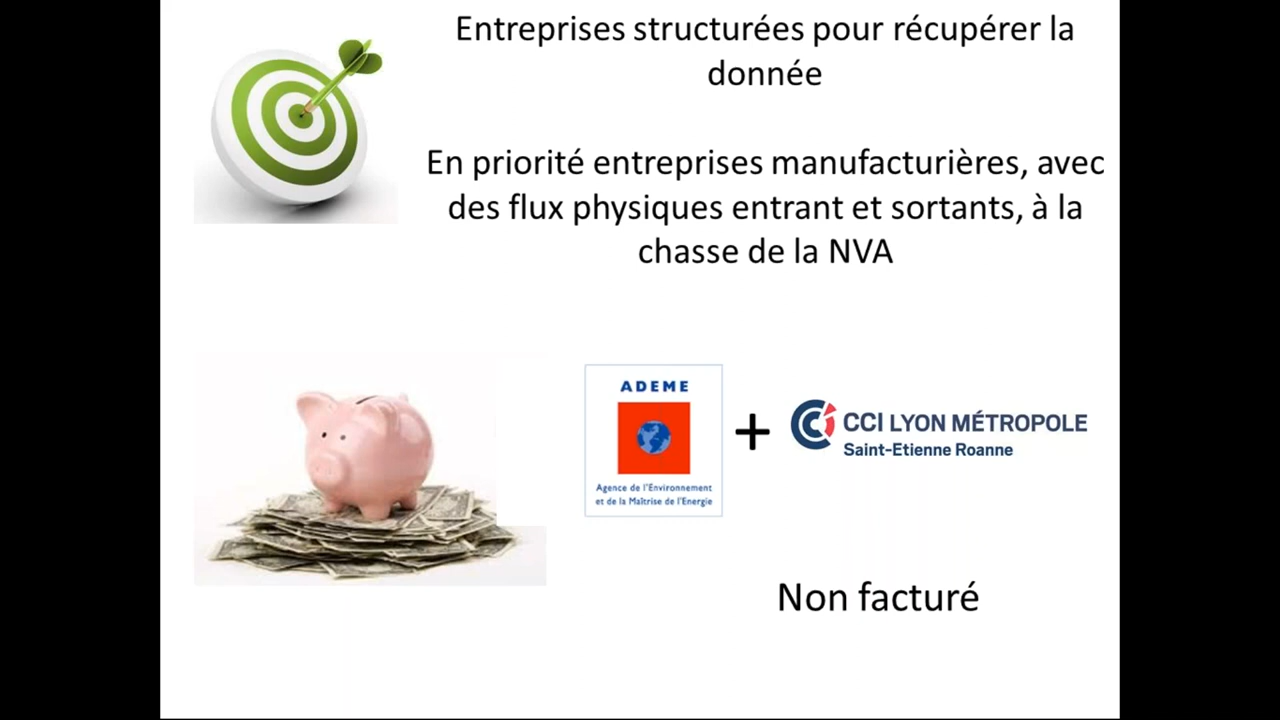 Entreprises structurées pour récupérer la
donnée
En priorité entreprises manufacturières, avec
des flux physiques entrant et sortants, à la
chasse de la NVA
ADEME
Agence de l'Environnement
et de la Maîtrise de l'Energie
+
CCI LYON MÉTROPOLE
Saint-Etienne Roanne
Non facturé